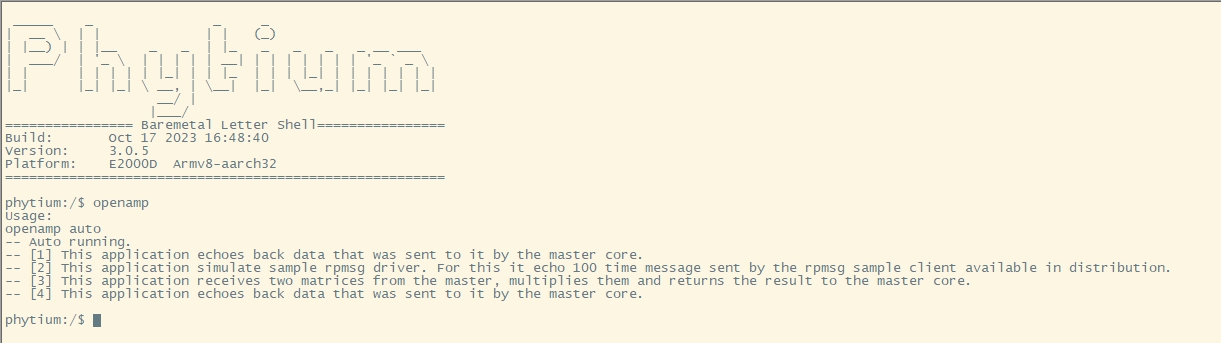 Phytium
================ Baremetal Letter Shell================
Build:       Oct 17 2023 16:48:40
Version:     3.0.5
Platform:    E2000D  Armv8-aarch32
=======================================================
phytium:/$ openamp
Usage:
openamp auto
-- Auto running.
-- [1] This application echoes back data that was sent to it by the master core.
-- [2] This application simulate sample rpmsg driver. For this it echo 100 time message sent by the rpmsg sample client available in distribution.
-- [3] This application receives two matrices from the master, multiplies them and returns the result to the master core.
-- [4] This application echoes back data that was sent to it by the master core.
phytium:/$